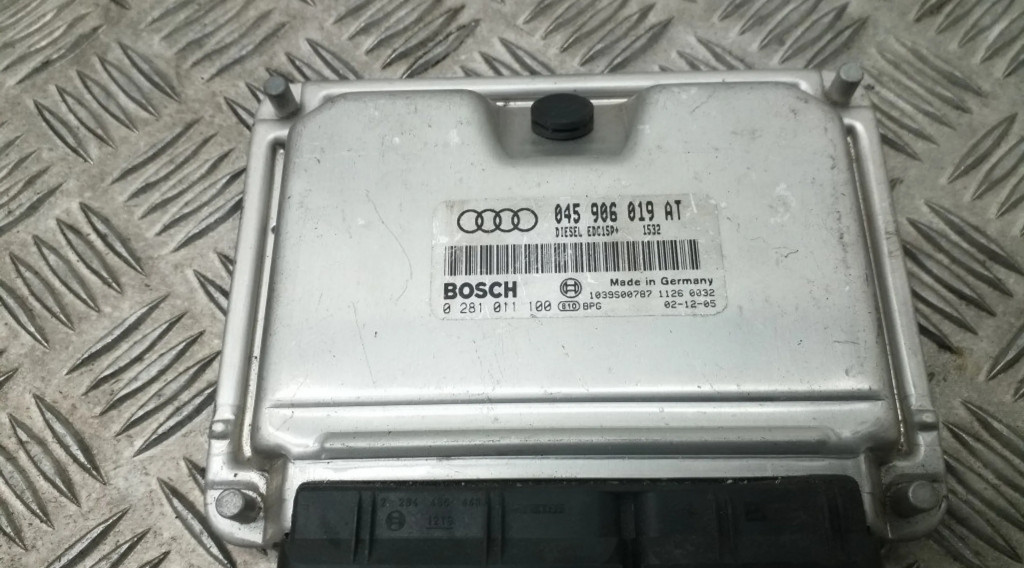 045 906 019 AT
DIESEL EDC15P+ 1532
BOSCH Made in Germany
1039S00787 1126 0032
0 281 011 100 e10 BPG 02-12-05